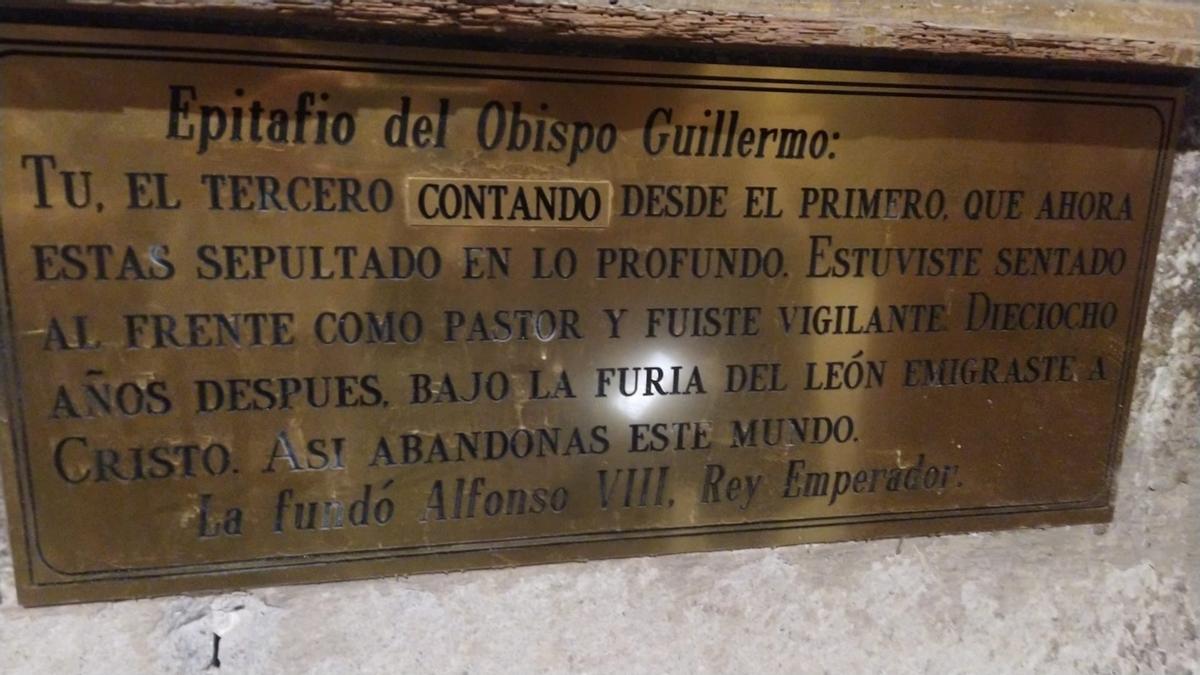 Epitafio del Obispo Guillermo:
TU, EL TERCERO CONTANDO DESDE EL PRIMERO, QUE AHORA
ESTAS SEPULTADO EN LO PROFUNDO. ESTUVISTE SENTADO
AL FRENTE COMO PASTOR Y FUISTE VIGILANTE. DIECIOCHO
AÑOS DESPUES, BAJO LA FURIA DEL LEÓN EMIGRASTE A
CRISTO. ASI ABANDONAS ESTE MUNDO.
La fundó Alfonso VIII, Rey Emperador.